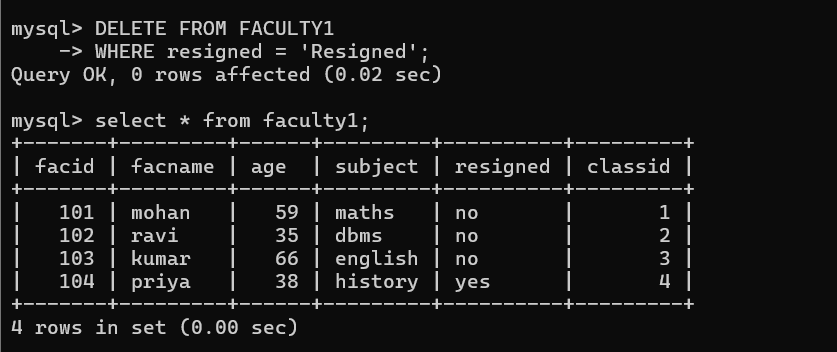 mysql> DELETE FROM FACULTY1
    -> WHERE resigned = 'Resigned';
Query OK, 0 rows affected (0.02 sec)

mysql> select * from faculty1;
+-------+---------+------+---------+----------+---------+
| facid | facname | age  | subject | resigned | classid |
+-------+---------+------+---------+----------+---------+
|   101 | mohan   |   59 | maths   | no       |       1 |
|   102 | ravi    |   35 | dbms    | no       |       2 |
|   103 | kumar   |   66 | english | no       |       3 |
|   104 | priya   |   38 | history | yes      |       4 |
+-------+---------+------+---------+----------+---------+
4 rows in set (0.00 sec)